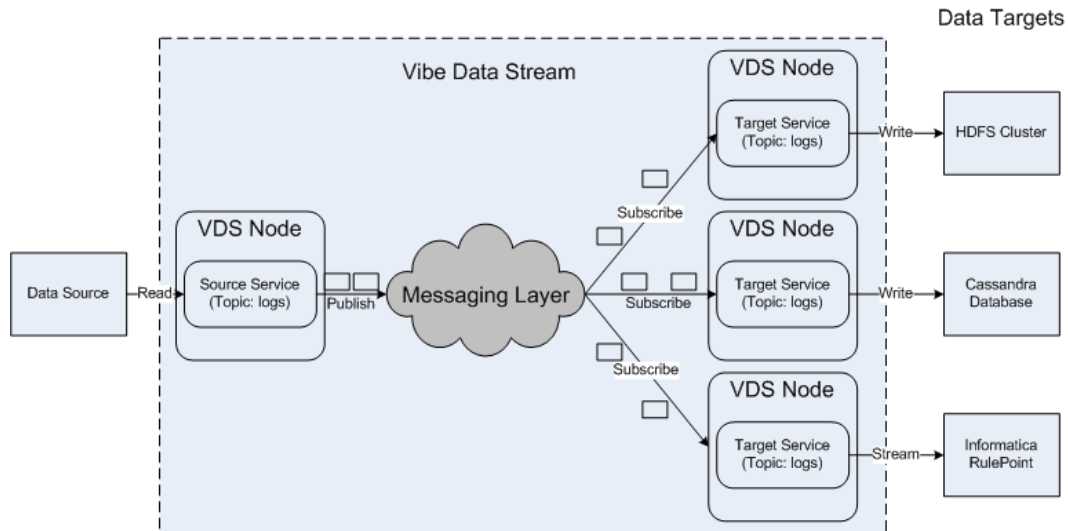 Data Targets
Vibe Data Stream
VDS Node
Target Service
(Topic: logs)
Write
HDFS Cluster
Subscribe
VDS Node
Source Service
(Topic: logs)
Data Source
Read
Publish
Messaging Layer
Subscribe
VDS Node
Target Service
(Topic: logs)
Write
Cassandra
Database
Subscribe
VDS Node
Target Service
(Topic: logs)
Stream
Informatica
RulePoint